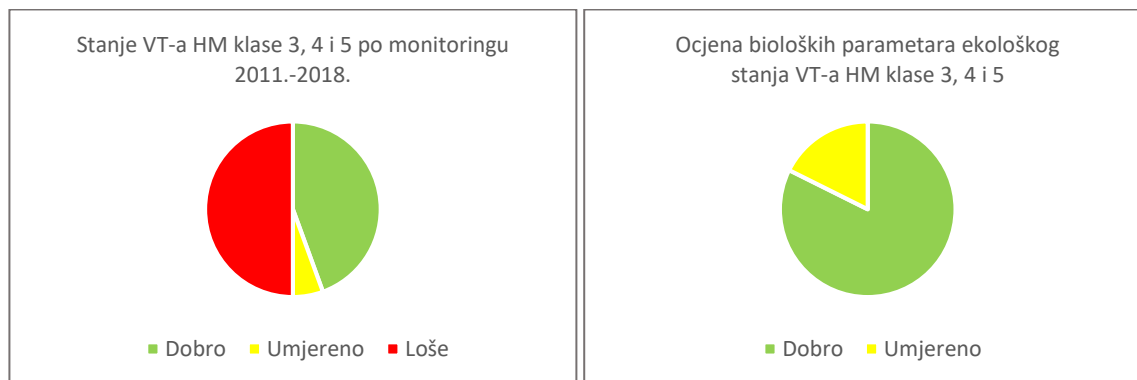 Stanje VT-a HM klase 3, 4 i 5 po monitoringu
2011.-2018.
Dobro Umjereno Loše
Ocjena bioloških parametara ekološkog
stanja VT-a HM klase 3, 4 i 5
Dobro Umjereno